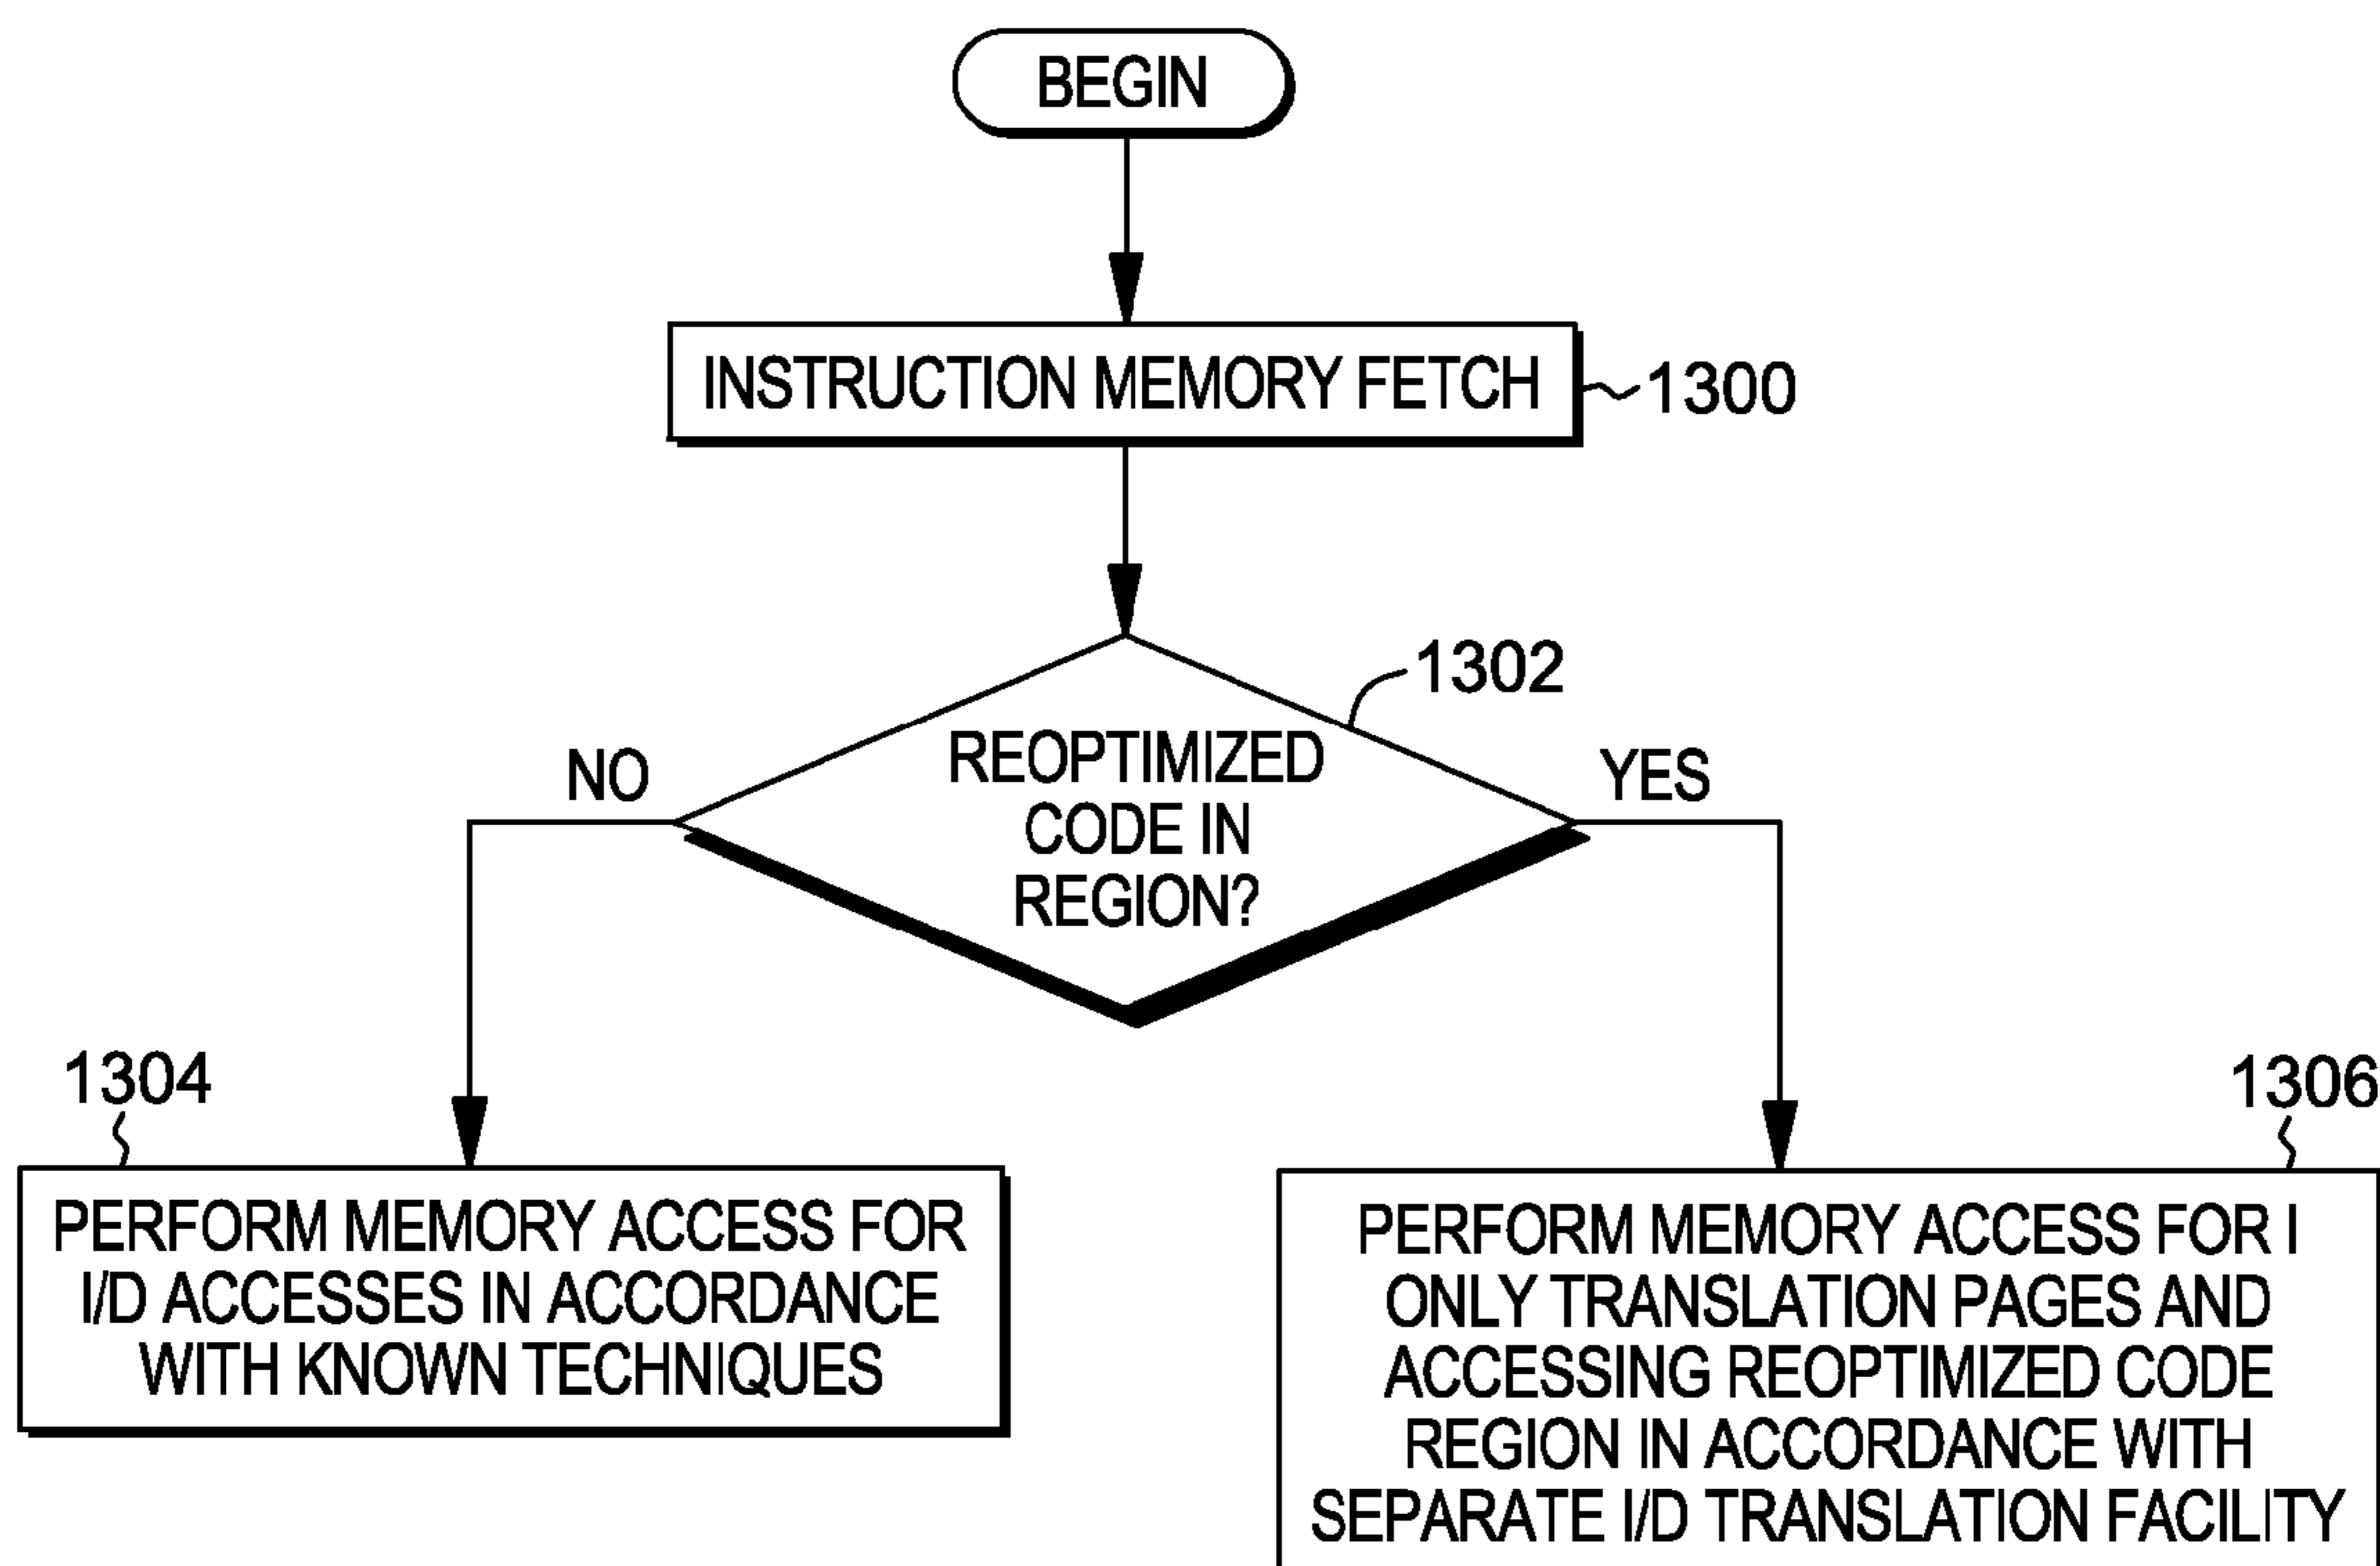 BEGIN
INSTRUCTION MEMORY FETCH
1300
1302
REOPTIMIZED
CODE IN
REGION?
NO
YES
1304
PERFORM MEMORY ACCESS FOR
I/D ACCESSES IN ACCORDANCE
WITH KNOWN TECHNIQUES
1306
PERFORM MEMORY ACCESS FOR I
ONLY TRANSLATION PAGES AND
ACCESSING REOPTIMIZED CODE
REGION IN ACCORDANCE WITH
SEPARATE I/D TRANSLATION FACILITY